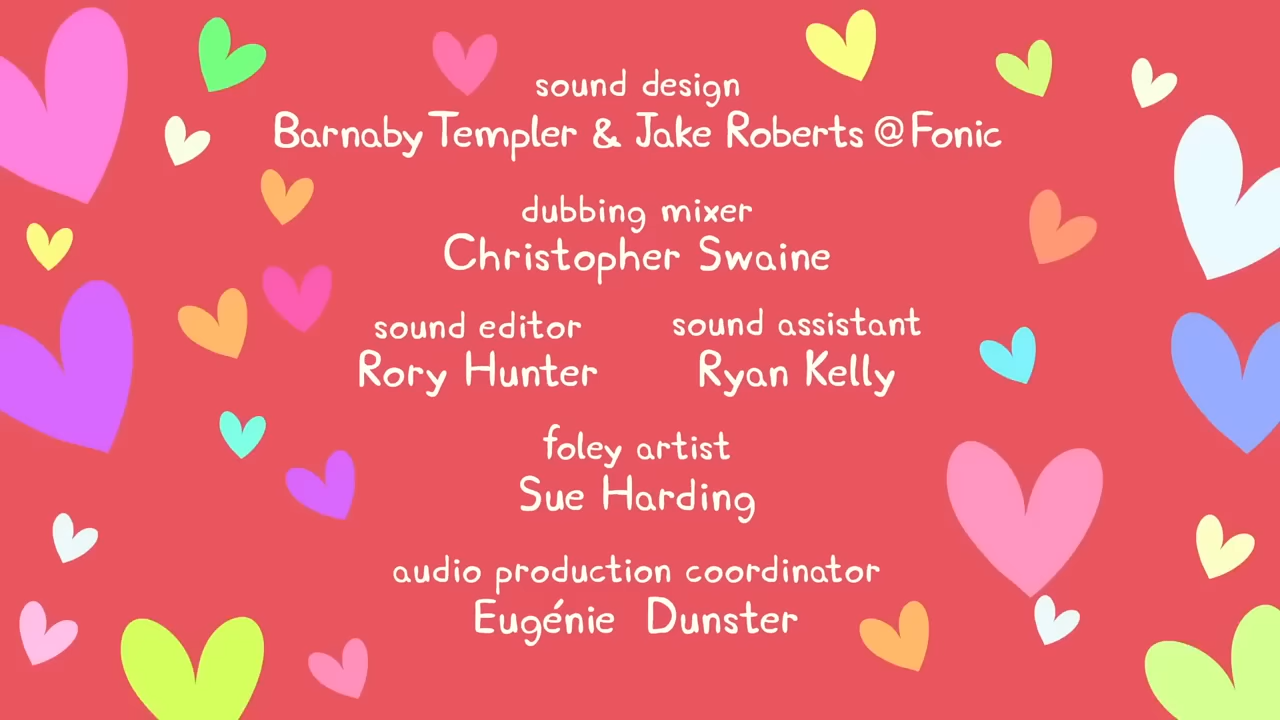 sound design
Barnaby Templer & Jake Roberts @ Fonic
dubbing mixer
Christopher Swaine
sound editor
Rory Hunter
sound assistant
Ryan Kelly
foley artist
Sue Harding
audio production coordinator
Eugénie Dunster